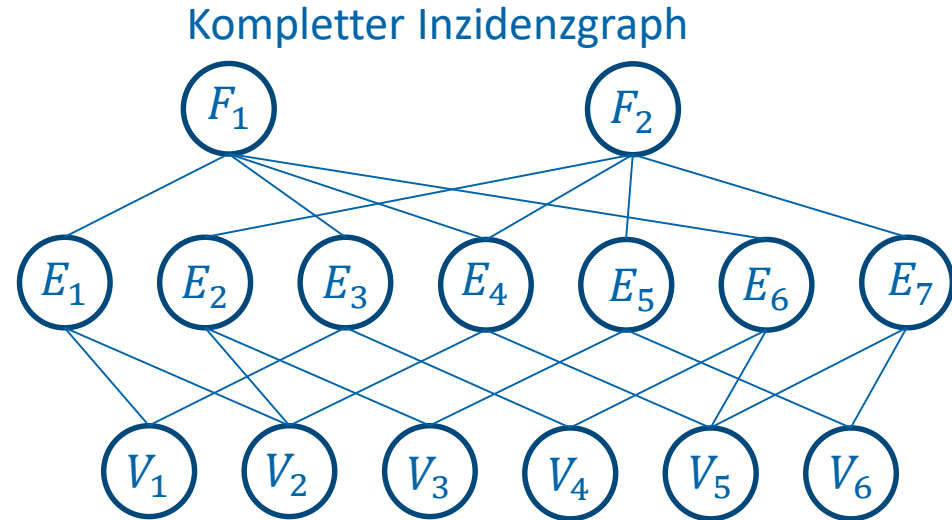 Kompletter Inzidenzgraph
F₁ F₂
E₁ E₂ E₃ E₄ E₅ E₆ E₇
V₁ V₂ V₃ V₄ V₅ V₆